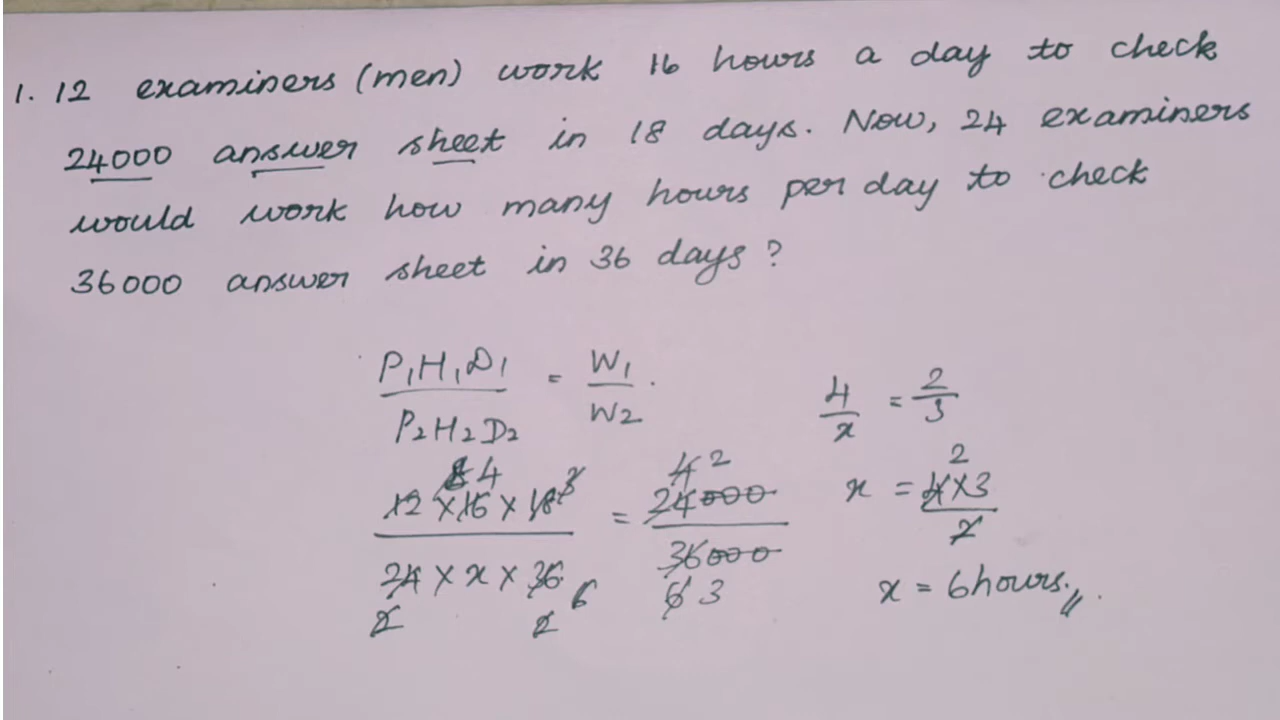 1. 12 examiners (men) work 16 hours a day to check
24000 answer sheet in 18 days. Now, 24 examiners
would work how many hours per day to check
36000 answer sheet in 36 days?
P₁H₁D₁ / P₂H₂D₂ = W₁ / W₂.
12 × 16 × 18 / 24 × x × 36 = 24000 / 36000
4 / x = 2 / 3
x = 4×3 / 2
x = 6 hours.